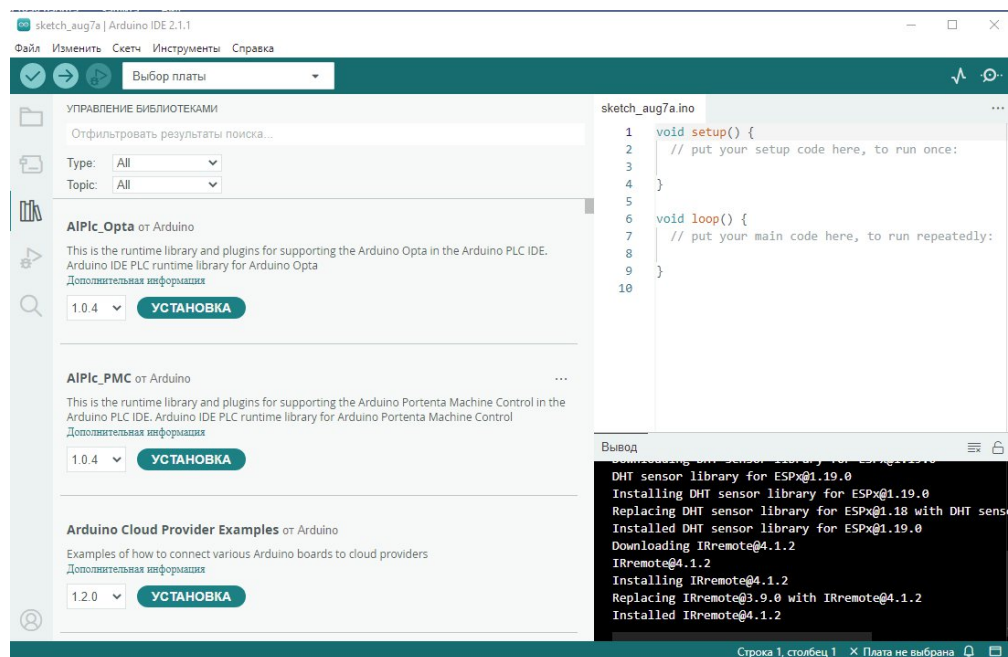 sketch_aug7a | Arduino IDE 2.1.1
Файл Изменить Скетч Инструменты Справка
Выбор платы
УПРАВЛЕНИЕ БИБЛИОТЕКАМИ
Отфильтровать результаты поиска...
Type: All
Topic: All
AlPlc_Opta от Arduino
This is the runtime library and plugins for supporting the Arduino Opta in the Arduino PLC IDE.
Arduino IDE PLC runtime library for Arduino Opta
Дополнительная информация
1.0.4 УСТАНОВКА
AlPlc_PMC от Arduino
This is the runtime library and plugins for supporting the Arduino Portenta Machine Control in the
Arduino PLC IDE. Arduino IDE PLC runtime library for Arduino Portenta Machine Control
Дополнительная информация
1.0.4 УСТАНОВКА
Arduino Cloud Provider Examples от Arduino
Examples of how to connect various Arduino boards to cloud providers
Дополнительная информация
1.2.0 УСТАНОВКА
sketch_aug7a.ino
1 void setup() {
2 // put your setup code here, to run once:
3
4 }
5
6 void loop() {
7 // put your main code here, to run repeatedly:
8
9 }
10
Вывод
Downloading DHT sensor library for ESPx@1.19.0
DHT sensor library for ESPx@1.19.0
Installing DHT sensor library for ESPx@1.19.0
Replacing DHT sensor library for ESPx@1.18 with DHT sens
Installed DHT sensor library for ESPx@1.19.0
Downloading IRremote@4.1.2
IRremote@4.1.2
Installing IRremote@4.1.2
Replacing IRremote@3.9.0 with IRremote@4.1.2
Installed IRremote@4.1.2
Строка 1, столбец 1 × Плата не выбрана